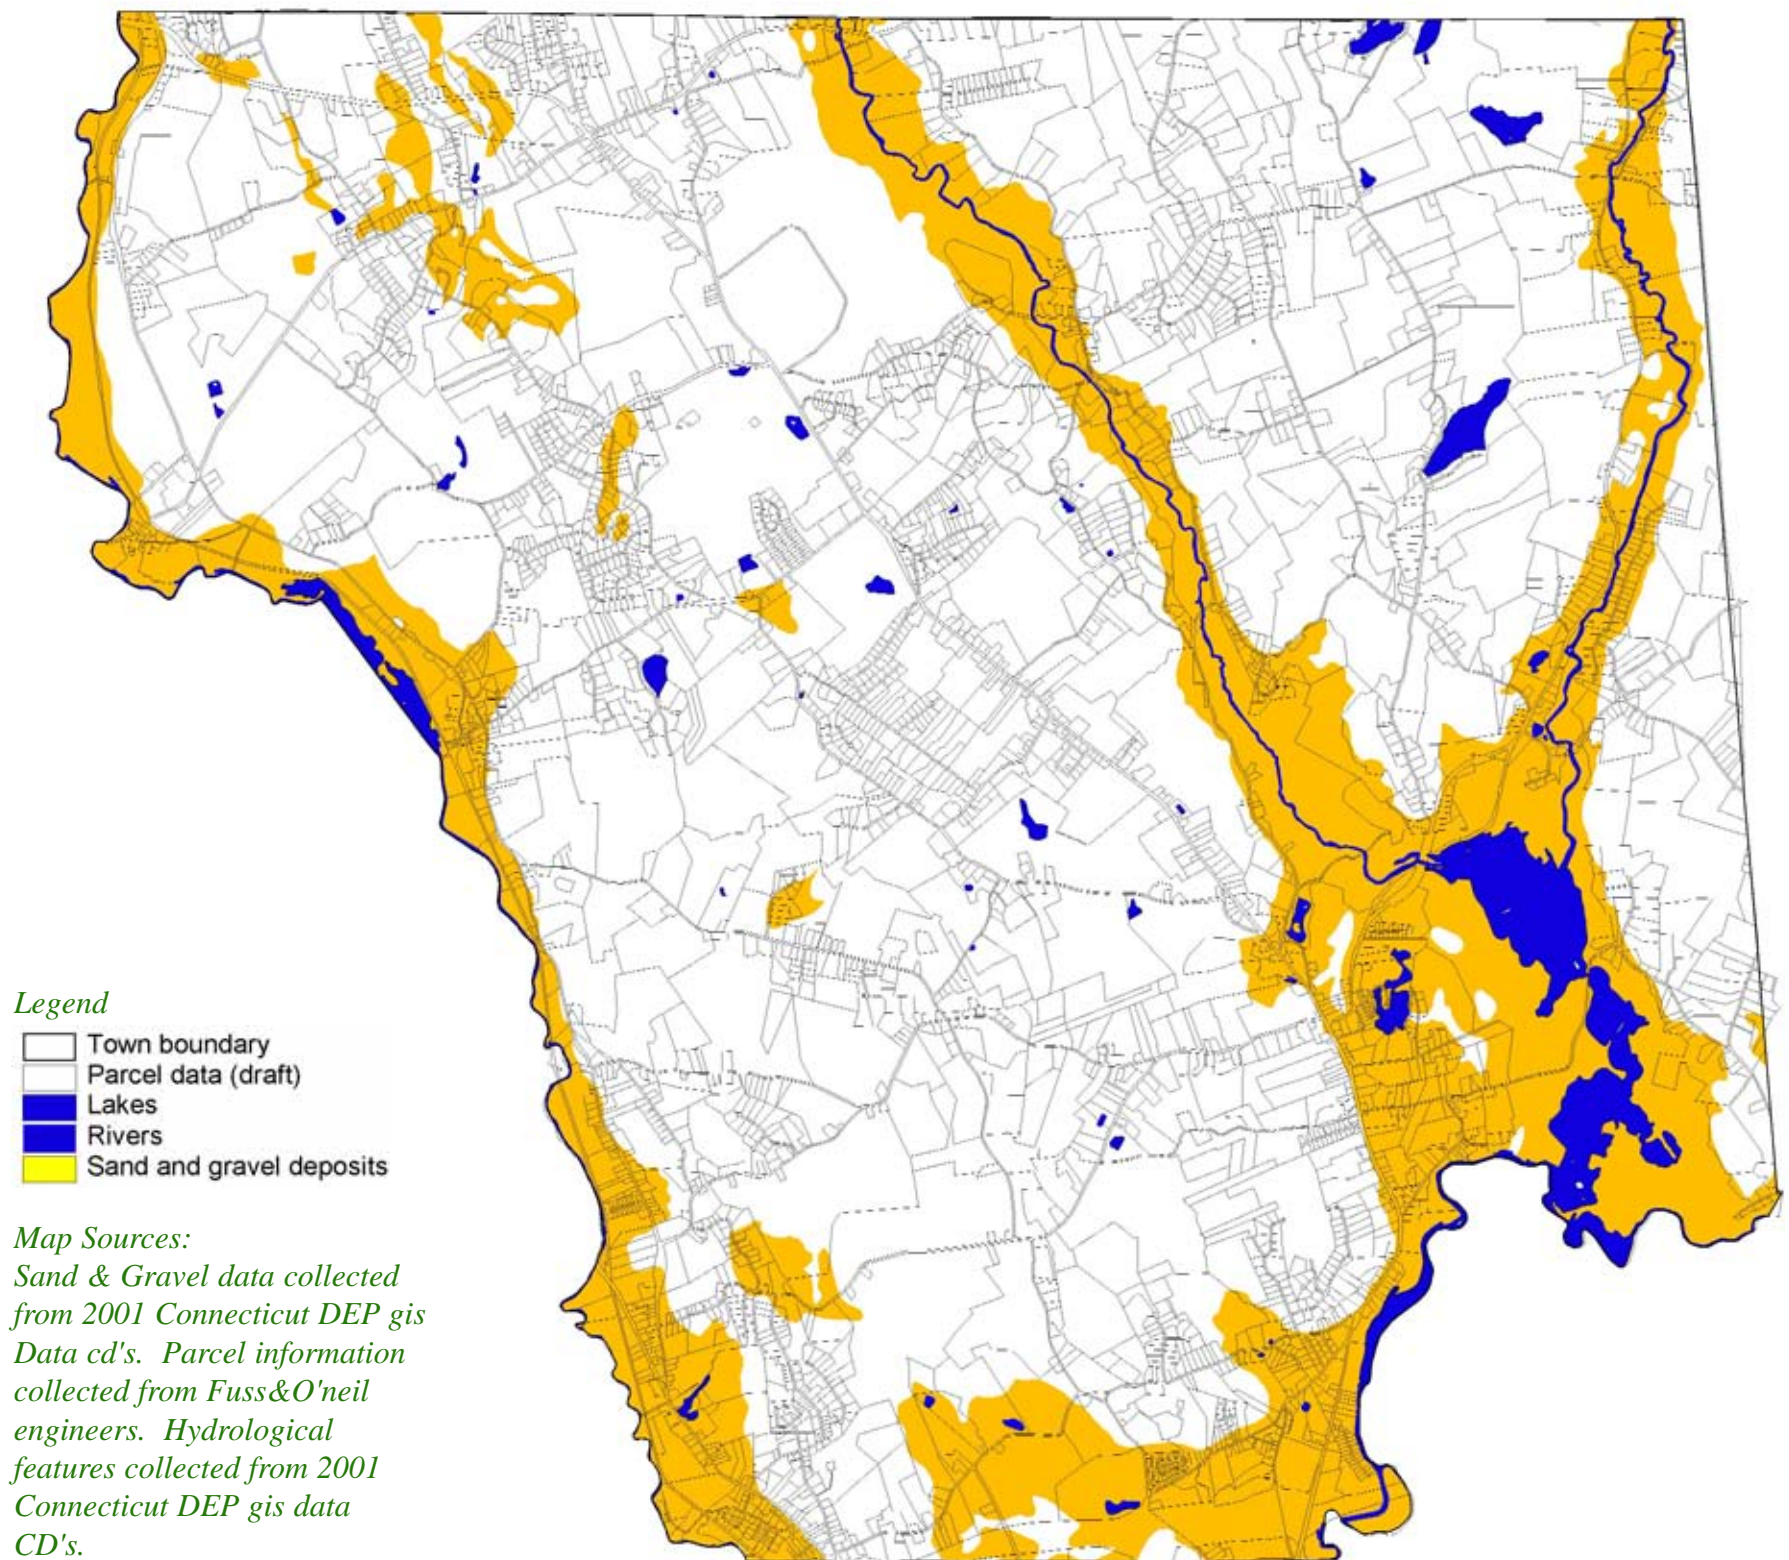 Legend
Town boundary
Parcel data (draft)
Lakes
Rivers
Sand and gravel deposits
Map Sources:
Sand & Gravel data collected
from 2001 Connecticut DEP gis
Data cd's. Parcel information
collected from Fuss&O'neil
engineers. Hydrological
features collected from 2001
Connecticut DEP gis data
CD's.